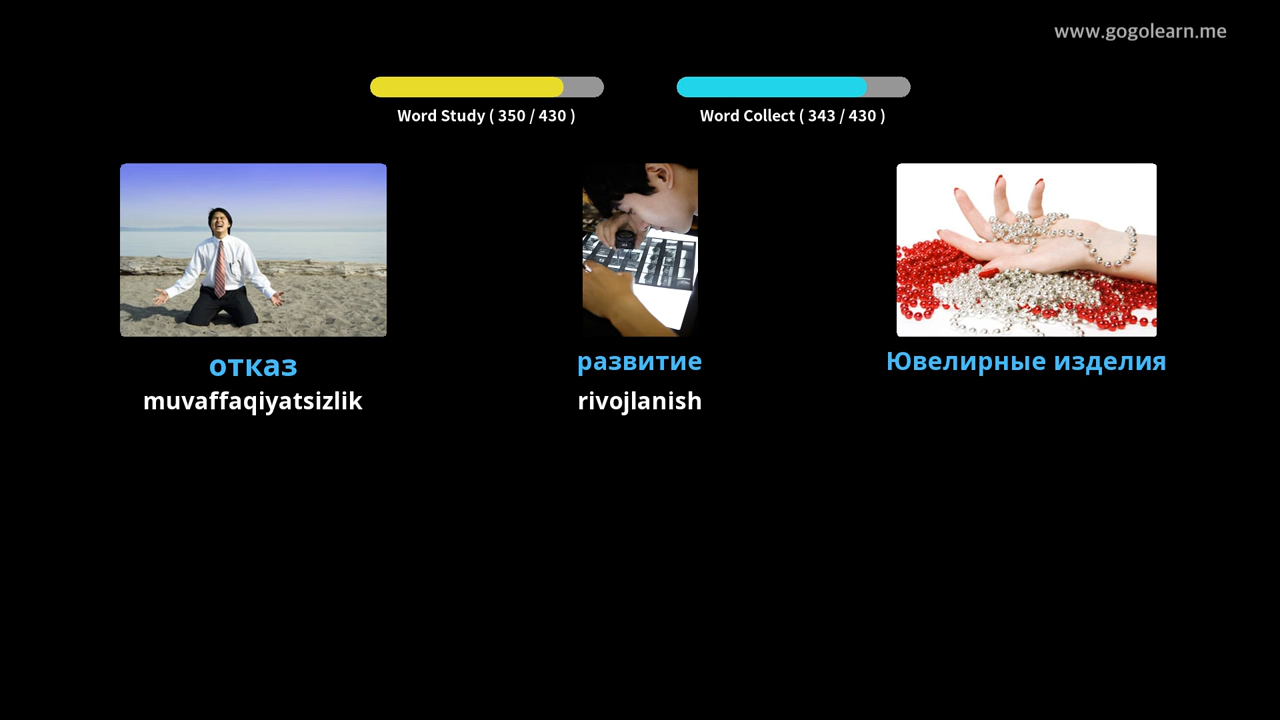 www.gogolearn.me
Word Study ( 350 / 430 )
Word Collect ( 343 / 430 )
отказ
развитие
Ювелирные изделия
muvaffaqiyatsizlik
rivojlanish